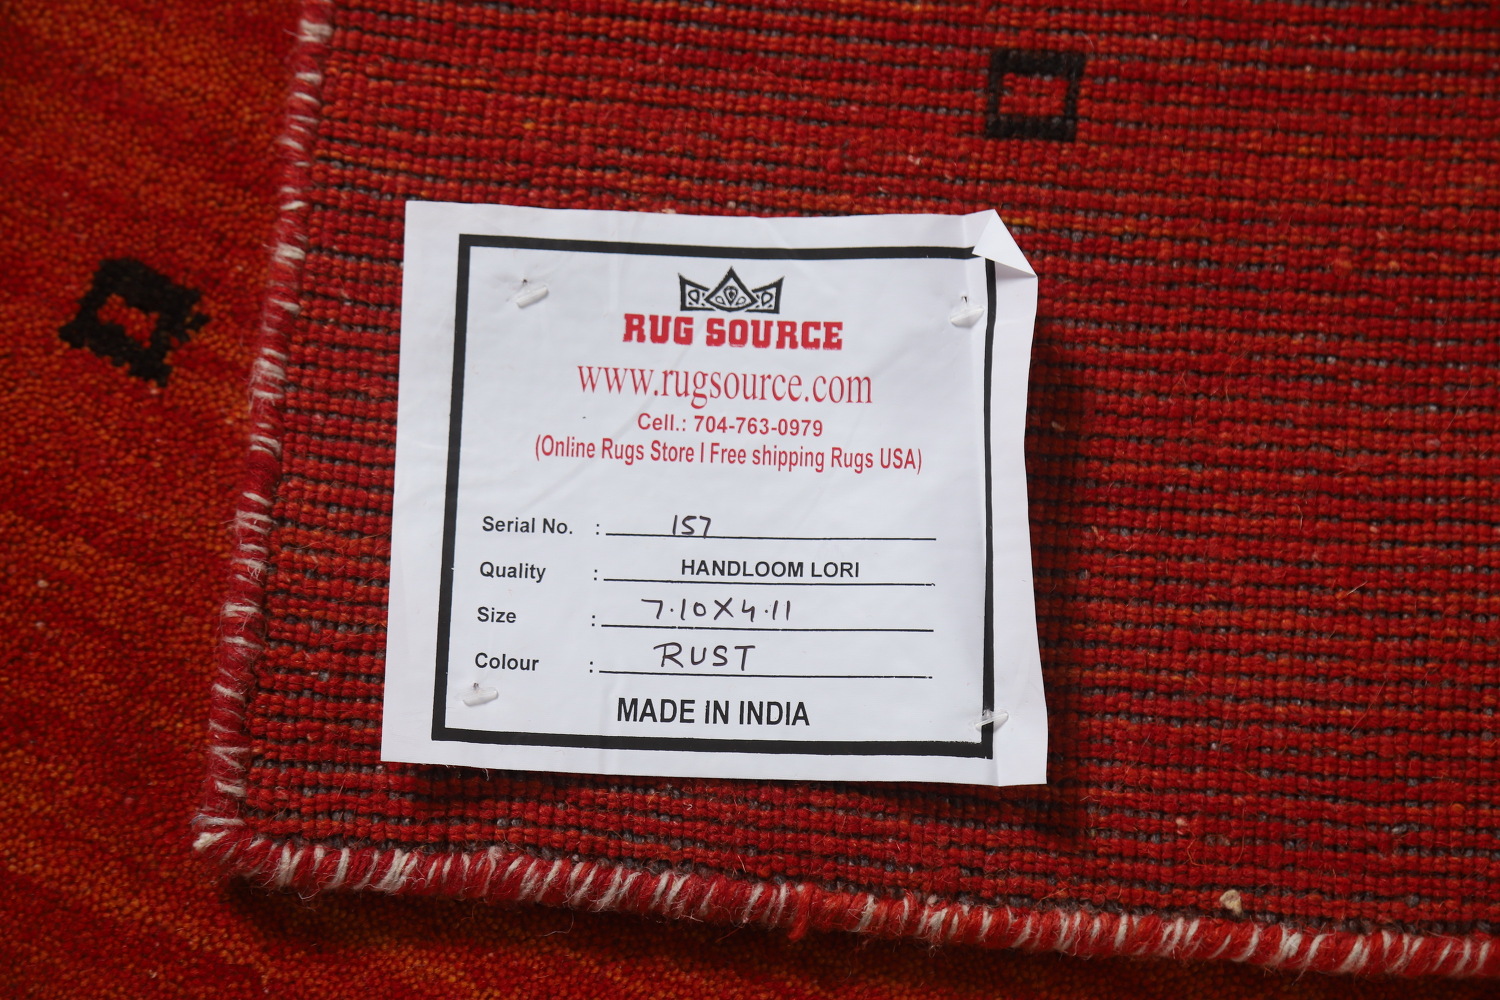 RUG SOURCE
www.rugsource.com
Cell.: 704-763-0979
(Online Rugs Store I Free shipping Rugs USA)
Serial No. : 157
Quality : HANDLOOM LORI
Size : 7.10X4.11
Colour : RUST
MADE IN INDIA